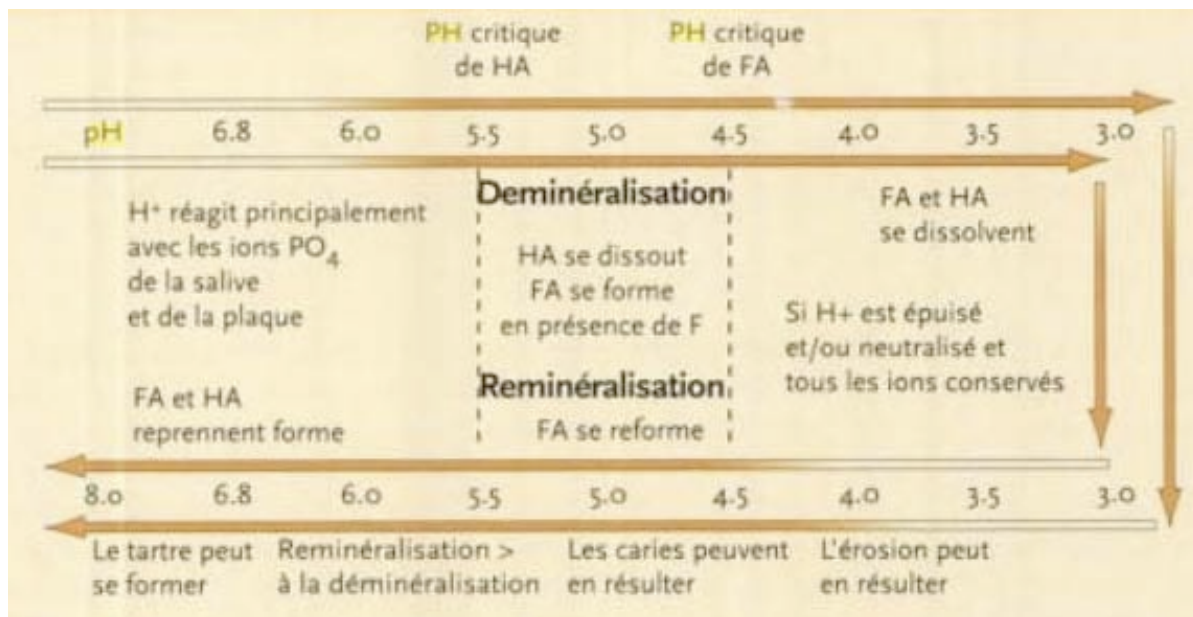 PH critique
de HA
PH critique
de FA
pH 6.8 6.0 5.5 5.0 4.5 4.0 3.5 3.0
H⁺ réagit principalement
avec les ions PO₄
de la salive
et de la plaque
Deminéralisation
HA se dissout
FA se forme
en présence de F
FA et HA
se dissolvent
Si H+ est épuisé
et/ou neutralisé et
tous les ions conservés
FA et HA
reprennent forme
Reminéralisation
FA se reforme
8.0 6.8 6.0 5.5 5.0 4.5 4.0 3.5 3.0
Le tartre peut
se former
Reminéralisation >
à la déminéralisation
Les caries peuvent
en résulter
L'érosion peut
en résulter